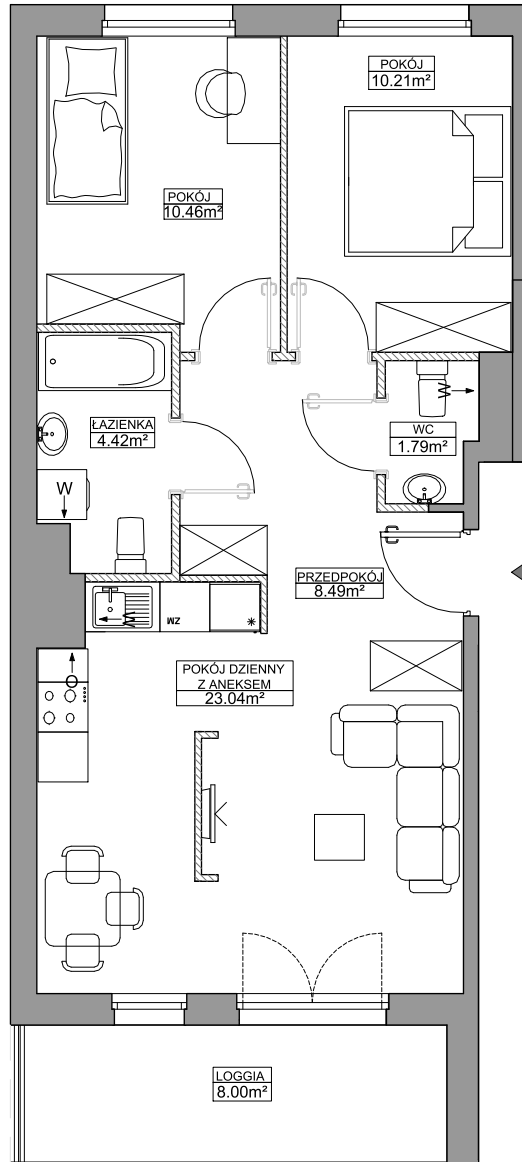 POKÓJ
10.21m²
POKÓJ
10.46m²
ŁAZIENKA
4.42m²
WC
1.79m²
W
PRZEDPOKÓJ
8.49m²
ZM
POKÓJ DZIENNY
Z ANEKSEM
23.04m²
LOGGIA
8.00m²